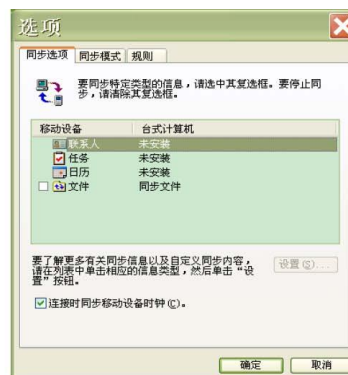 选项
同步选项 同步模式 规则
要同步特定类型的信息，请选中其复选框。要停止同
步，请清除其复选框。
移动设备 台式计算机
联系人 未安装
任务 未安装
日历 未安装
文件 同步文件
要了解更多有关同步信息以及自定义同步内容，
请在列表中单击相应的信息类型，然后单击“设
置”按钮。
设置(S)...
连接时同步移动设备时钟(C)。
确定 取消